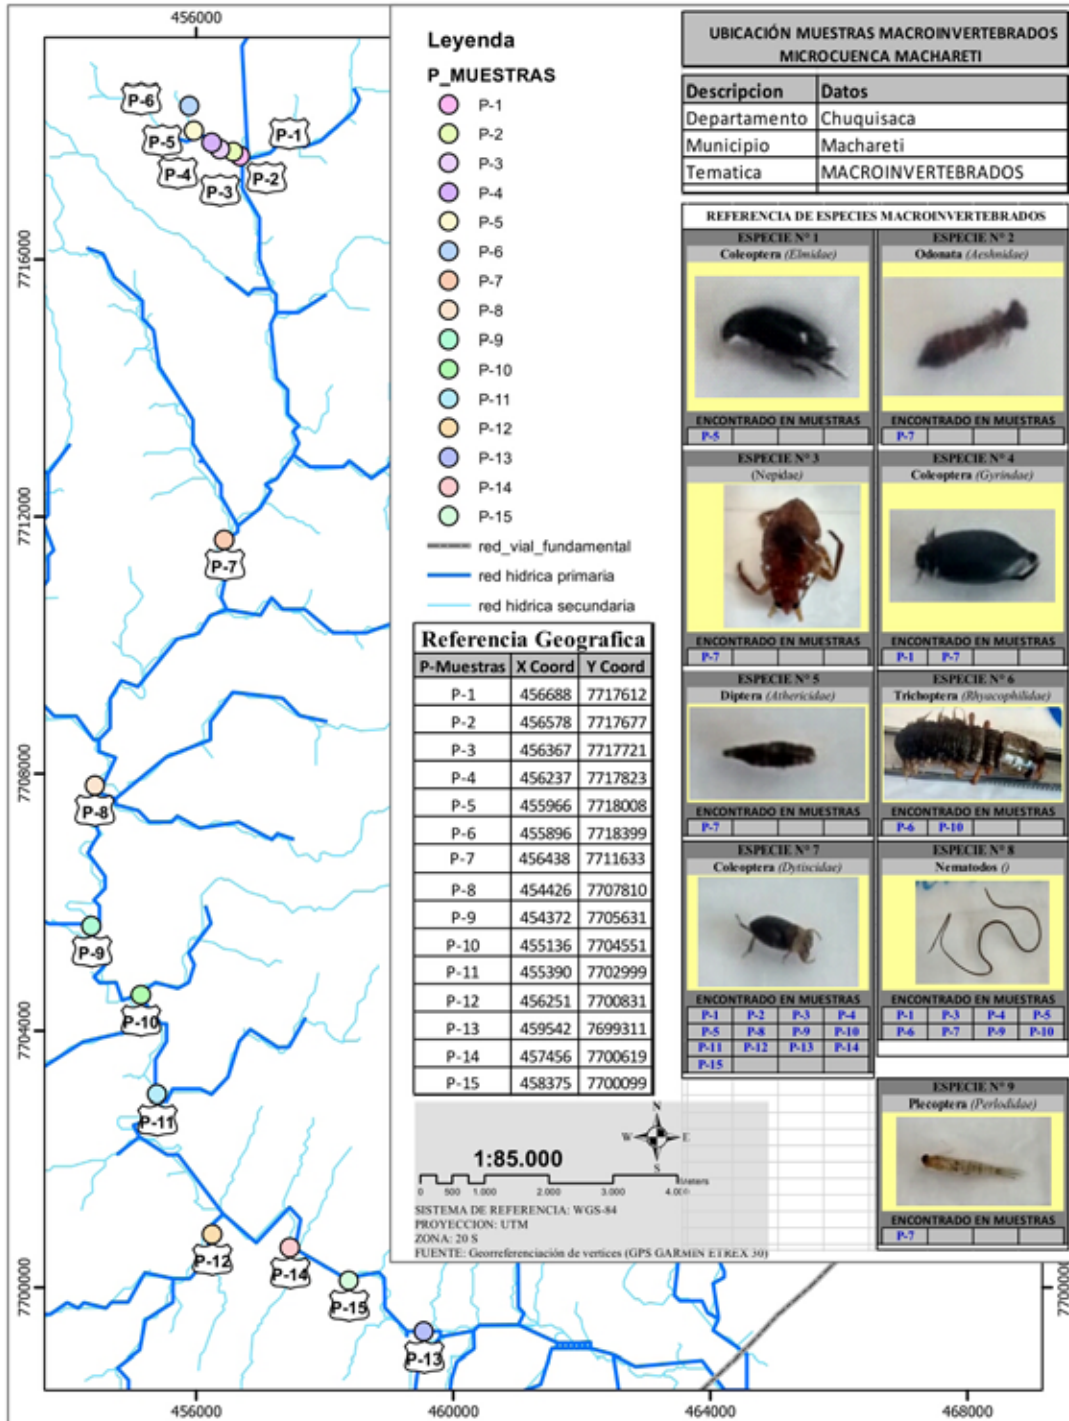 456000
7716000
7712000
7708000
7704000
7700000
P-6
P-5
P-4
P-3
P-2
P-1
P-7
P-8
P-9
P-10
P-11
P-12
P-14
P-15
P-13
456000
460000
464000
468000
Leyenda
P_MUESTRAS
P-1
P-2
P-3
P-4
P-5
P-6
P-7
P-8
P-9
P-10
P-11
P-12
P-13
P-14
P-15
red_vial_fundamental
red hidrica primaria
red hidrica secundaria
Referencia Geografica
P-Muestras X Coord Y Coord
P-1 456688 7717612
P-2 456578 7717677
P-3 456367 7717721
P-4 456237 7717823
P-5 455966 7718008
P-6 455896 7718399
P-7 456438 7711633
P-8 454426 7707810
P-9 454372 7705631
P-10 455136 7704551
P-11 455390 7702999
P-12 456251 7700831
P-13 459542 7699311
P-14 457456 7700619
P-15 458375 7700099
N
W E
S
1:85.000
0 500 1.000 2.000 3.000 4.000 Meters
SISTEMA DE REFERENCIA: WGS-84
PROYECCION: UTM
ZONA: 20 S
FUENTE: Georreferenciación de vertices (GPS GARMIN ETREX 30)
UBICACIÓN MUESTRAS MACROINVERTEBRADOS
MICROCUENCA MACHARETI
Descripcion Datos
Departamento Chuquisaca
Municipio Machareti
Tematica MACROINVERTEBRADOS
REFERENCIA DE ESPECIES MACROINVERTEBRADOS
ESPECIE N° 1
Coleoptera (Elmidae)
ENCONTRADO EN MUESTRAS
P-5
ESPECIE N° 2
Odonata (Aeshnidae)
ENCONTRADO EN MUESTRAS
P-7
ESPECIE N° 3
(Nepidae)
ENCONTRADO EN MUESTRAS
P-7
ESPECIE N° 4
Coleoptera (Gyrindae)
ENCONTRADO EN MUESTRAS
P-1 P-7
ESPECIE N° 5
Diptera (Athericidae)
ENCONTRADO EN MUESTRAS
P-7
ESPECIE N° 6
Trichoptera (Rhyacophilidae)
ENCONTRADO EN MUESTRAS
P-6 P-10
ESPECIE N° 7
Coleoptera (Dytiscidae)
ENCONTRADO EN MUESTRAS
P-1 P-2 P-3 P-4
P-5 P-8 P-9 P-10
P-11 P-12 P-13 P-14
P-15
ESPECIE N° 8
Nematodos ()
ENCONTRADO EN MUESTRAS
P-1 P-3 P-4 P-5
P-6 P-7 P-9 P-10
ESPECIE N° 9
Plecoptera (Perlodidae)
ENCONTRADO EN MUESTRAS
P-7